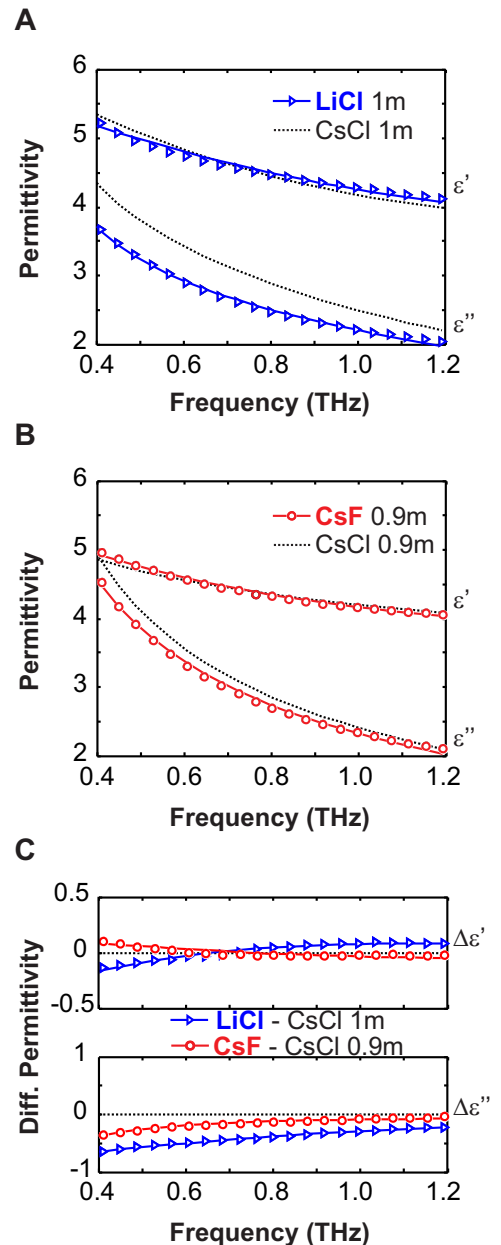 A
6
5
4
3
2
Permittivity
LiCl 1m
CsCl 1m
ε'
ε''
0.4 0.6 0.8 1.0 1.2
Frequency (THz)
B
6
5
4
3
2
Permittivity
CsF 0.9m
CsCl 0.9m
ε'
ε''
0.4 0.6 0.8 1.0 1.2
Frequency (THz)
C
Diff. Permittivity
0.5
0
-0.5
Δε'
LiCl - CsCl 1m
CsF - CsCl 0.9m
1
0
-1
Δε''
0.4 0.6 0.8 1.0 1.2
Frequency (THz)